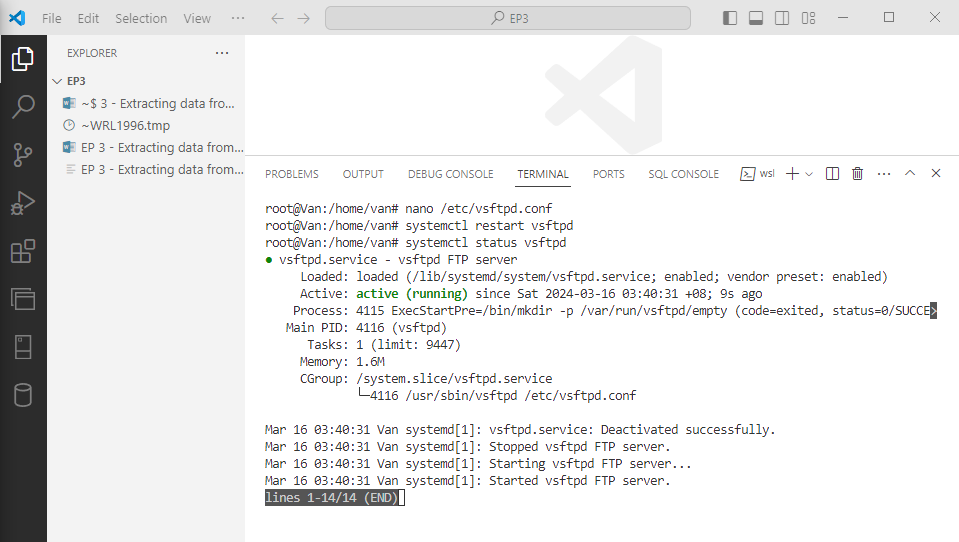 File Edit Selection View ··· EP3
EXPLORER ···
EP3
~$ 3 - Extracting data fro...
~WRL1996.tmp
EP 3 - Extracting data from...
EP 3 - Extracting data from...
PROBLEMS OUTPUT DEBUG CONSOLE TERMINAL PORTS SQL CONSOLE wsl ···
root@Van:/home/van# nano /etc/vsftpd.conf
root@Van:/home/van# systemctl restart vsftpd
root@Van:/home/van# systemctl status vsftpd
● vsftpd.service - vsftpd FTP server
Loaded: loaded (/lib/systemd/system/vsftpd.service; enabled; vendor preset: enabled)
Active: active (running) since Sat 2024-03-16 03:40:31 +08; 9s ago
Process: 4115 ExecStartPre=/bin/mkdir -p /var/run/vsftpd/empty (code=exited, status=0/SUCCE>
Main PID: 4116 (vsftpd)
Tasks: 1 (limit: 9447)
Memory: 1.6M
CGroup: /system.slice/vsftpd.service
└─4116 /usr/sbin/vsftpd /etc/vsftpd.conf
Mar 16 03:40:31 Van systemd[1]: vsftpd.service: Deactivated successfully.
Mar 16 03:40:31 Van systemd[1]: Stopped vsftpd FTP server.
Mar 16 03:40:31 Van systemd[1]: Starting vsftpd FTP server...
Mar 16 03:40:31 Van systemd[1]: Started vsftpd FTP server.
lines 1-14/14 (END)